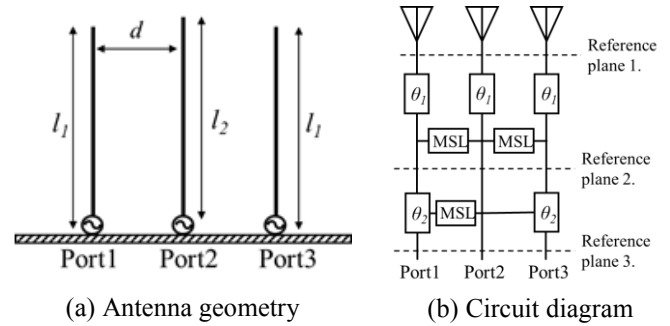 d
l₁
l₂
l₁
Port1 Port2 Port3
(a) Antenna geometry
Reference plane 1.
θ₁ θ₁ θ₁
MSL MSL
Reference plane 2.
θ₂ MSL θ₂
Reference plane 3.
Port1 Port2 Port3
(b) Circuit diagram